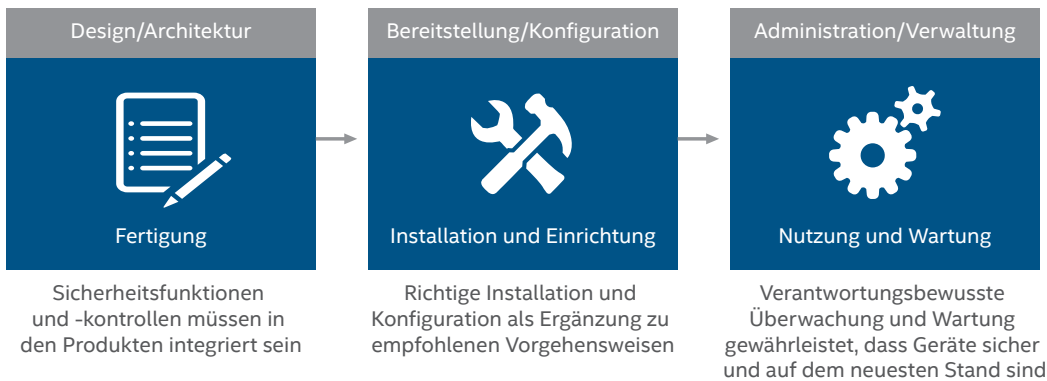 Design/Architektur
Fertigung
Sicherheitsfunktionen
und -kontrollen müssen in
den Produkten integriert sein
Bereitstellung/Konfiguration
Installation und Einrichtung
Richtige Installation und
Konfiguration als Ergänzung zu
empfohlenen Vorgehensweisen
Administration/Verwaltung
Nutzung und Wartung
Verantwortungsbewusste
Überwachung und Wartung
gewährleistet, dass Geräte sicher
und auf dem neuesten Stand sind